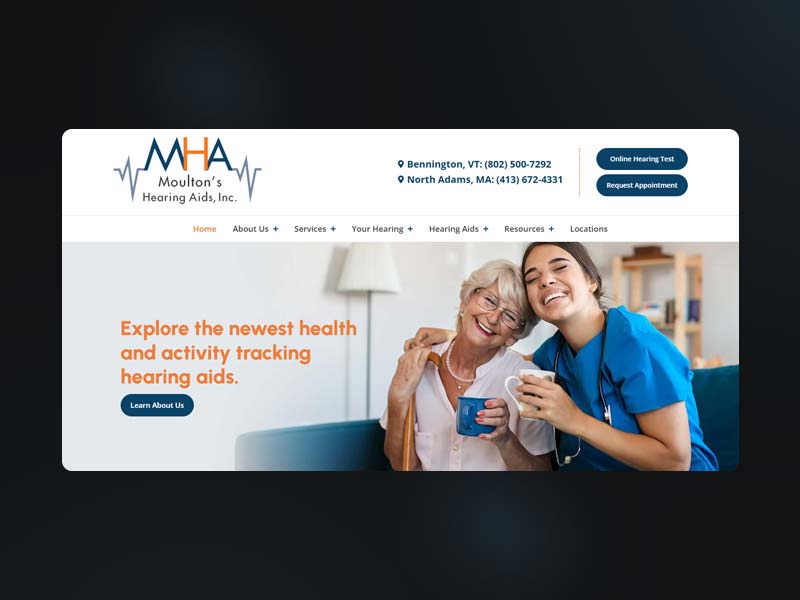 MHA
Moulton's
Hearing Aids, Inc.
Bennington, VT: (802) 500-7292
North Adams, MA: (413) 672-4331
Online Hearing Test
Request Appointment
Home About Us + Services + Your Hearing + Hearing Aids + Resources + Locations
Explore the newest health
and activity tracking
hearing aids.
Learn About Us